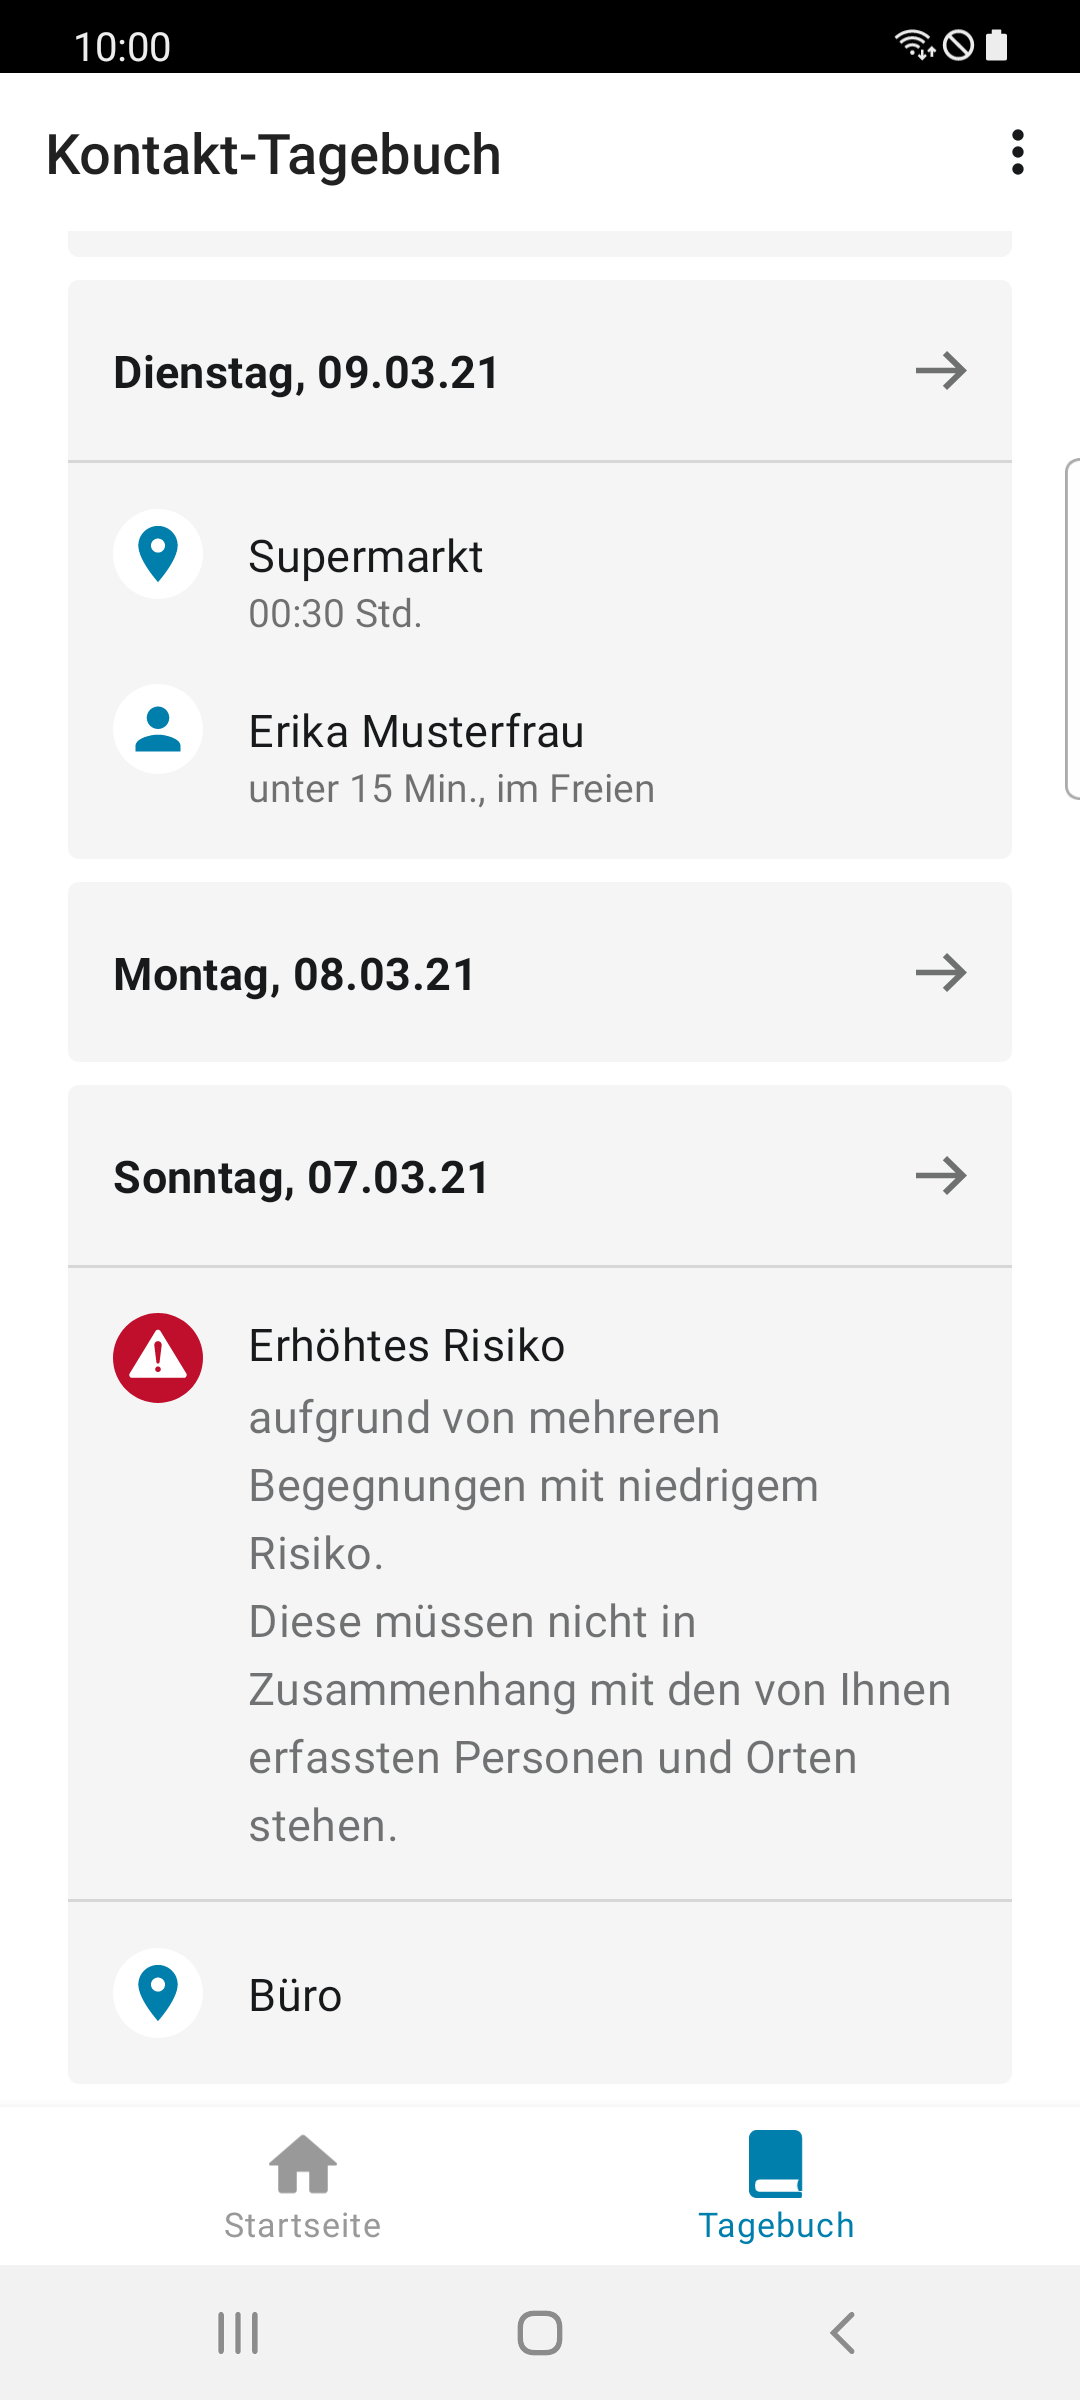 10:00
Kontakt-Tagebuch
Dienstag, 09.03.21
Supermarkt
00:30 Std.
Erika Musterfrau
unter 15 Min., im Freien
Montag, 08.03.21
Sonntag, 07.03.21
Erhöhtes Risiko
aufgrund von mehreren
Begegnungen mit niedrigem
Risiko.
Diese müssen nicht in
Zusammenhang mit den von Ihnen
erfassten Personen und Orten
stehen.
Büro
Startseite
Tagebuch